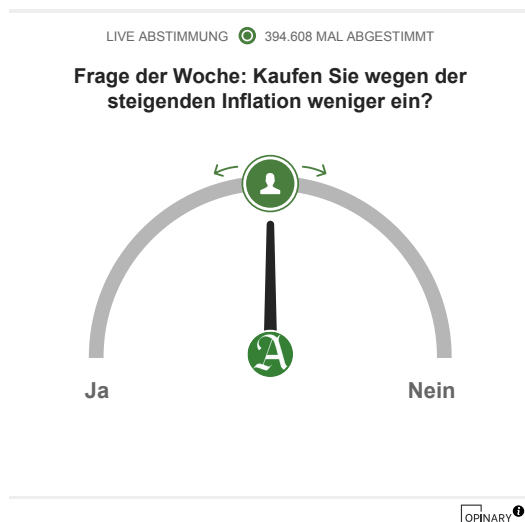 LIVE ABSTIMMUNG 394.608 MAL ABGESTIMMT
Frage der Woche: Kaufen Sie wegen der
steigenden Inflation weniger ein?
A
Ja Nein
OPINARY i